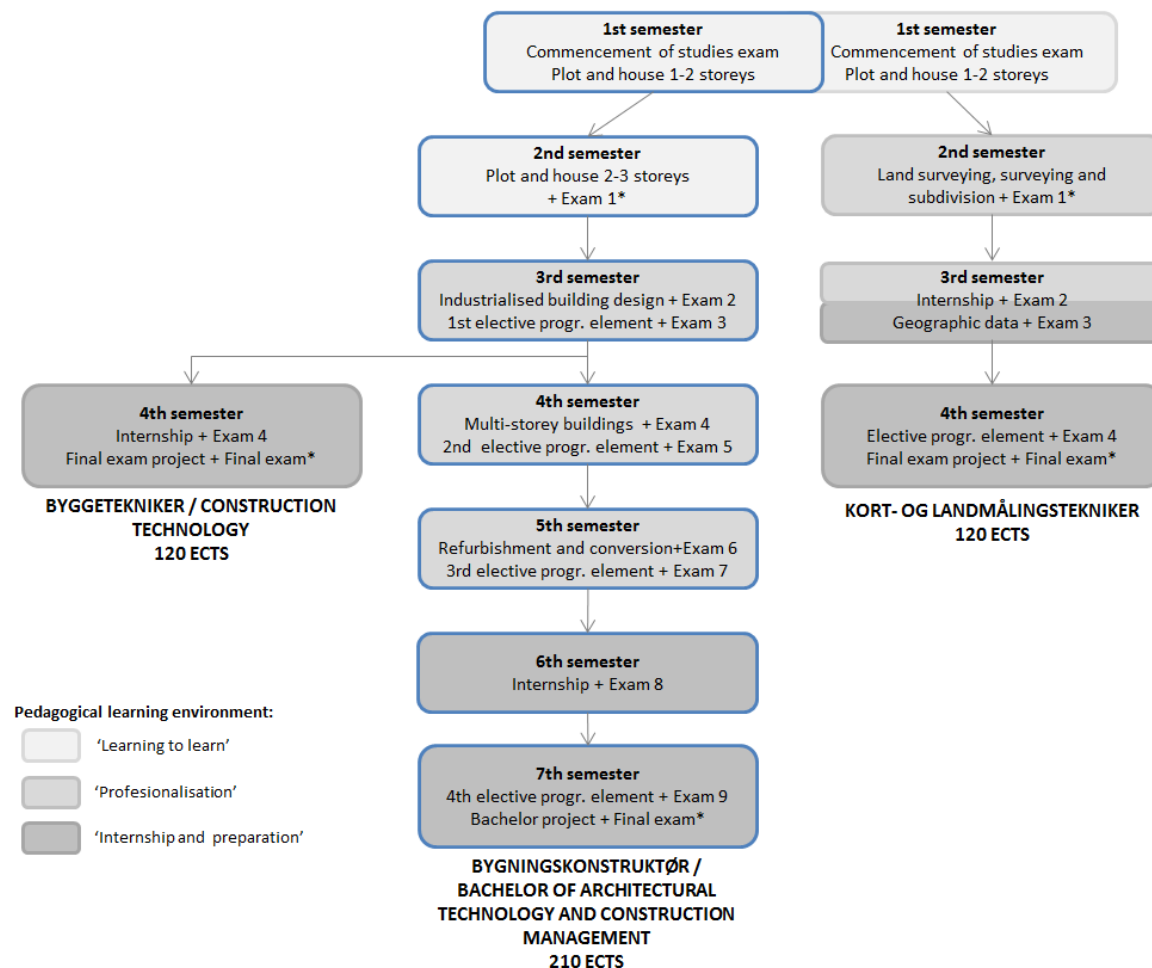 1st semester
Commencement of studies exam
Plot and house 1-2 storeys
1st semester
Commencement of studies exam
Plot and house 1-2 storeys
2nd semester
Plot and house 2-3 storeys
+ Exam 1*
2nd semester
Land surveying, surveying and
subdivision + Exam 1*
3rd semester
Industrialised building design + Exam 2
1st elective progr. element + Exam 3
3rd semester
Internship + Exam 2
Geographic data + Exam 3
4th semester
Internship + Exam 4
Final exam project + Final exam*
BYGGETEKNIKER / CONSTRUCTION
TECHNOLOGY
120 ECTS
4th semester
Multi-storey buildings + Exam 4
2nd elective progr. element + Exam 5
4th semester
Elective progr. element + Exam 4
Final exam project + Final exam*
KORT- OG LANDMÅLINGSTEKNIKER
120 ECTS
5th semester
Refurbishment and conversion+Exam 6
3rd elective progr. element + Exam 7
6th semester
Internship + Exam 8
Pedagogical learning environment:
‘Learning to learn’
‘Profesionalisation’
‘Internship and preparation’
7th semester
4th elective progr. element + Exam 9
Bachelor project + Final exam*
BYGNINGSKONSTRUKTØR /
BACHELOR OF ARCHITECTURAL
TECHNOLOGY AND CONSTRUCTION
MANAGEMENT
210 ECTS